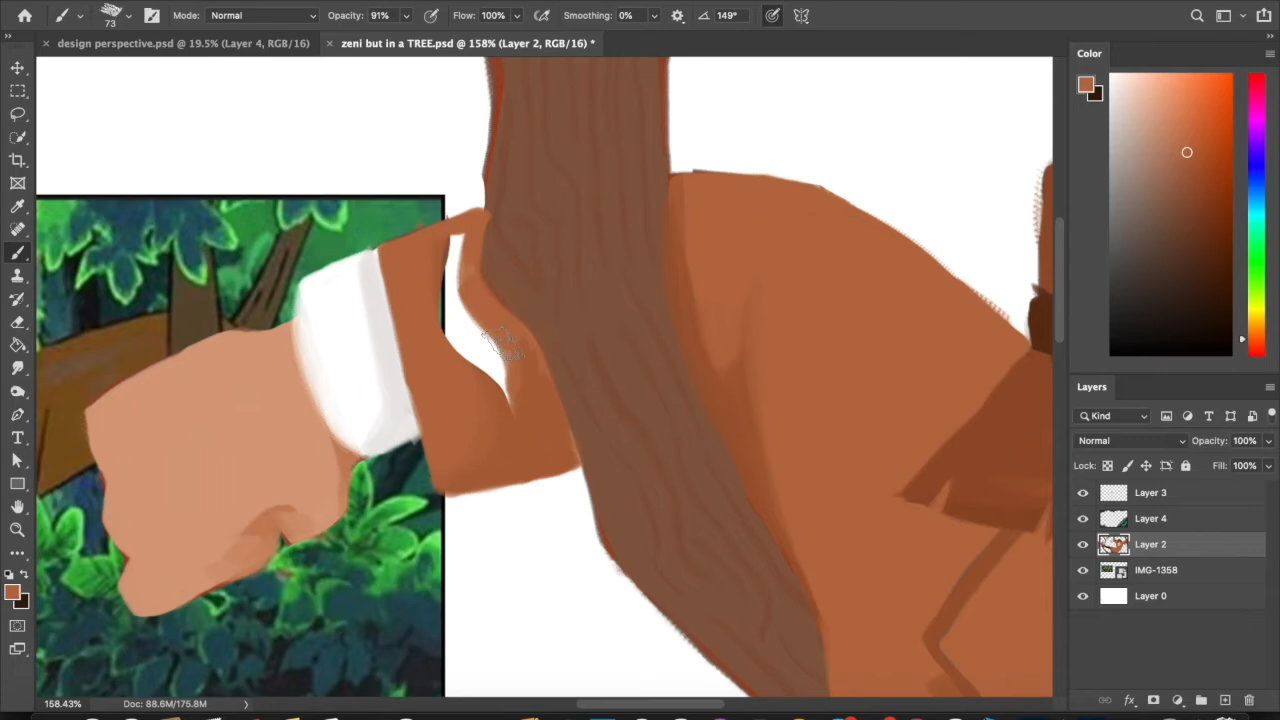 73
Mode: Normal
Opacity: 91%
Flow: 100%
Smoothing: 0%
149°
design perspective.psd @ 19.5% (Layer 4, RGB/16)
zeni but in a TREE.psd @ 158% (Layer 2, RGB/16) *
Color
Layers
Kind
Normal
Opacity: 100%
Lock:
Fill: 100%
Layer 3
Layer 4
Layer 2
IMG-1358
Layer 0
fx
158.43%
Doc: 88.6M/175.8M